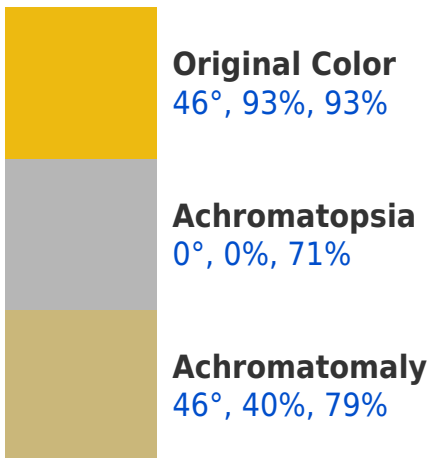 Original Color
46°, 93%, 93%
Achromatopsia
0°, 0%, 71%
Achromatomaly
46°, 40%, 79%